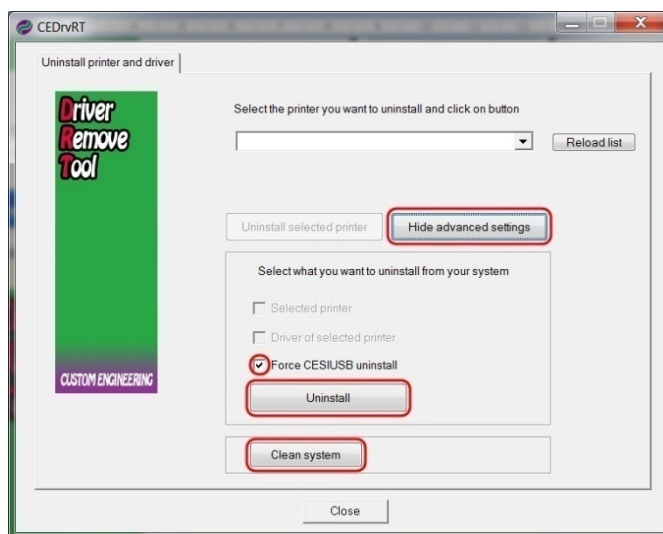 CEDrvRT
Uninstall printer and driver
Driver
Remove
Tool
Select the printer you want to uninstall and click on button
Reload list
Uninstall selected printer
Hide advanced settings
Select what you want to uninstall from your system
Selected printer
Driver of selected printer
Force CESIUSB uninstall
Uninstall
CUSTOM ENGINEERING
Clean system
Close